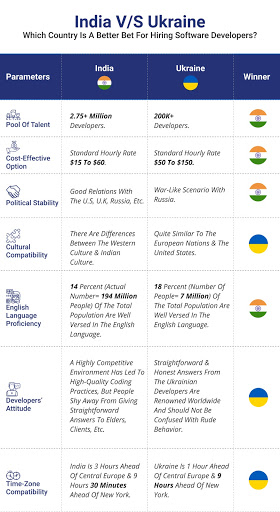 India V/S Ukraine
Which Country Is A Better Bet For Hiring Software Developers?
Parameters
India
Ukraine
Winner
Pool Of Talent
2.75+ Million
Developers.
200K+
Developers.
Cost-Effective
Option
Standard Hourly Rate
$15 To $60.
Standard Hourly Rate
$50 To $150.
Political Stability
Good Relations With
The U.S, U.K, Russia, Etc.
War-Like Scenario With
Russia.
Cultural
Compatibility
There Are Differences
Between The Western
Culture & Indian
Culture.
Quite Similar To The
European Nations & The
United States.
English
Language
Proficiency
14 Percent (Actual
Number= 194 Million
People) Of The Total
Population Are Well
Versed In The English
Language.
18 Percent (Number Of
People= 7 Million) Of
The Total Population
Are Well Versed In The
English Language.
Developers'
Attitude
A Highly Competitive
Environment Has Led To
High-Quality Coding
Practices, But People
Shy Away From Giving
Straightforward
Answers To Elders,
Clients, Etc.
Straightforward &
Honest Answers From
The Ukrainian
Developers Are
Renowned Worldwide
And Should Not Be
Confused With Rude
Behavior.
Time-Zone
Compatibility
India Is 3 Hours Ahead
Of Central Europe & 9
Hours 30 Minutes
Ahead Of New York.
Ukraine Is 1 Hour Ahead
Of Central Europe & 9
Hours Ahead Of New
York.